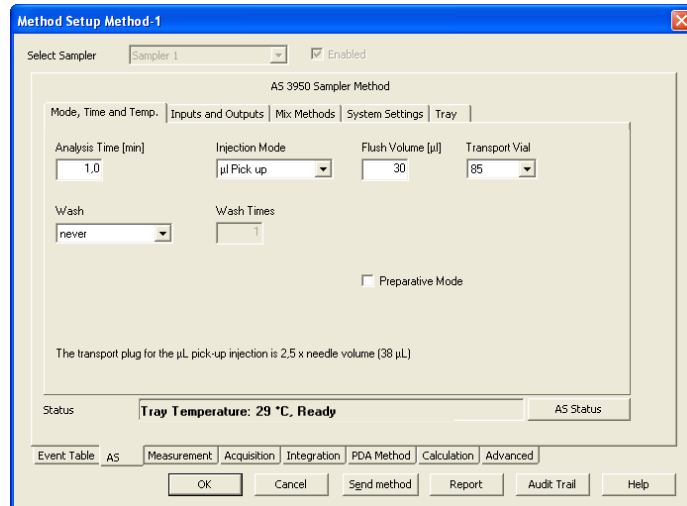 Method Setup Method-1
Select Sampler Sampler 1 Enabled
AS 3950 Sampler Method
Mode, Time and Temp. Inputs and Outputs Mix Methods System Settings Tray
Analysis Time [min] Injection Mode Flush Volume [µl] Transport Vial
1,0 µl Pick up 30 85
Wash Wash Times
never 1
Preparative Mode
The transport plug for the µL pick-up injection is 2,5 x needle volume (38 µL)
Status Tray Temperature: 29 °C, Ready AS Status
Event Table AS Measurement Acquisition Integration PDA Method Calculation Advanced
OK Cancel Send method Report Audit Trail Help